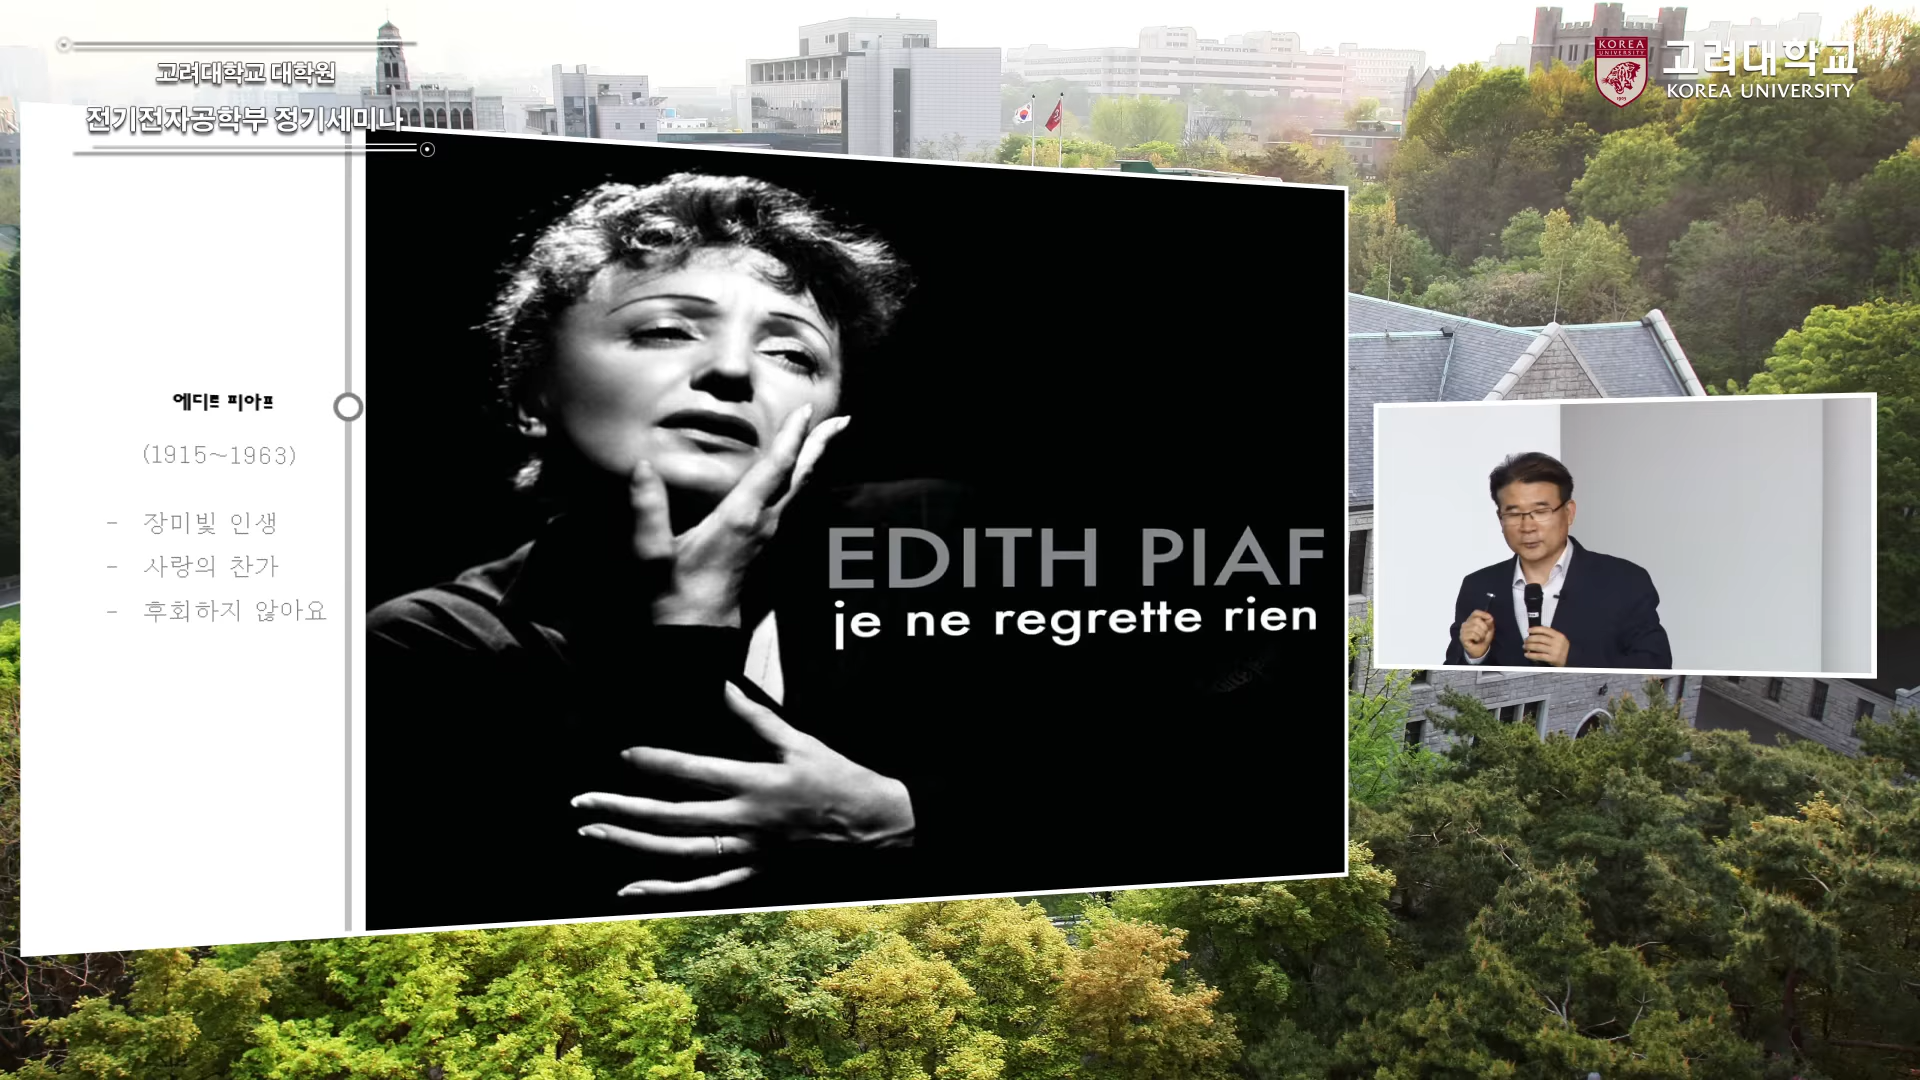 고려대학교 대학원
전기전자공학부 정기세미나
KOREA
UNIVERSITY
1905
고려대학교
KOREA UNIVERSITY
에디트 피아프
(1915~1963)
- 장미빛 인생
- 사랑의 찬가
- 후회하지 않아요
EDITH PIAF
je ne regrette rien